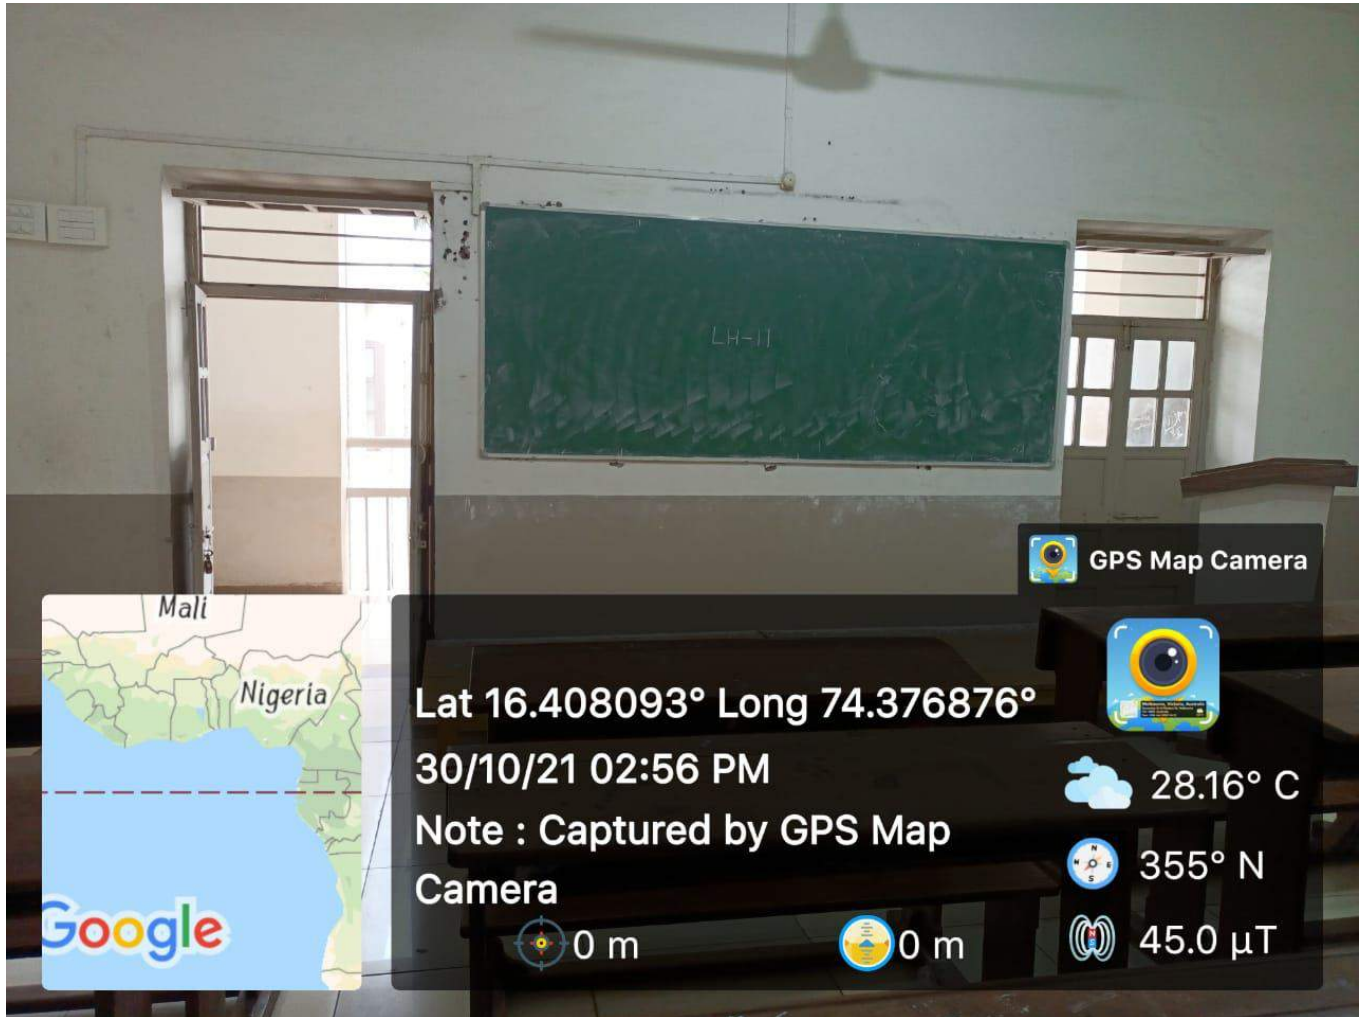 LH-11
GPS Map Camera
Mali
Nigeria
Google
Lat 16.408093° Long 74.376876°
30/10/21 02:56 PM
Note : Captured by GPS Map
Camera
0 m
0 m
28.16° C
355° N
45.0 µT